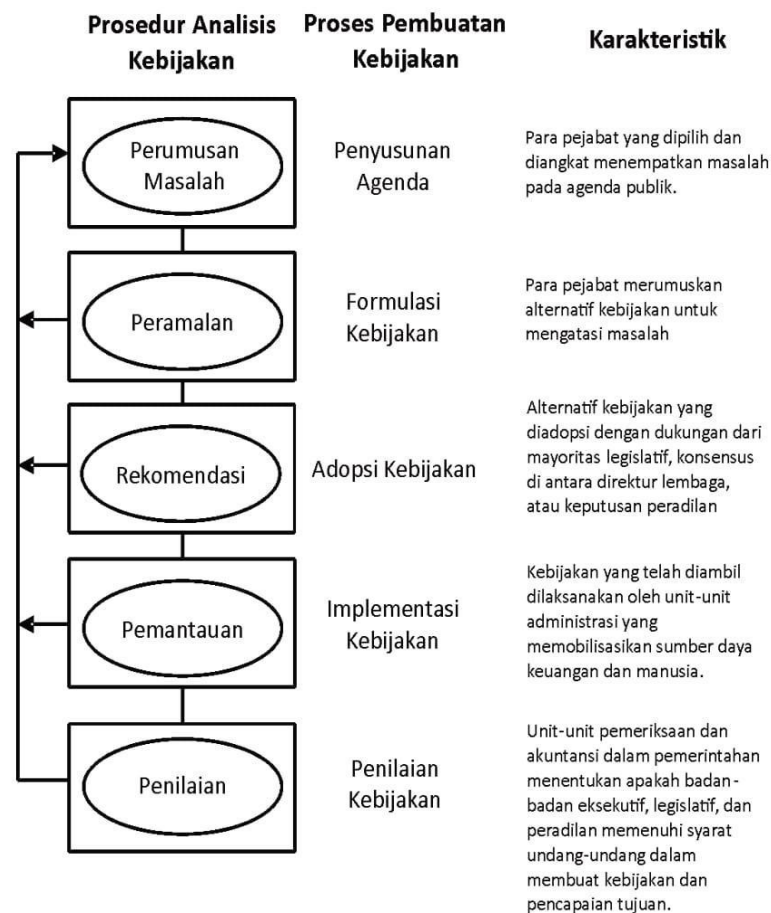 Prosedur Analisis
Kebijakan
Proses Pembuatan
Kebijakan
Karakteristik
Perumusan
Masalah
Penyusunan
Agenda
Para pejabat yang dipilih dan
diangkat menempatkan masalah
pada agenda publik.
Peramalan
Formulasi
Kebijakan
Para pejabat merumuskan
alternatif kebijakan untuk
mengatasi masalah
Rekomendasi
Adopsi Kebijakan
Alternatif kebijakan yang
diadopsi dengan dukungan dari
mayoritas legislatif, konsensus
di antara direktur lembaga,
atau keputusan peradilan
Pemantauan
Implementasi
Kebijakan
Kebijakan yang telah diambil
dilaksanakan oleh unit-unit
administrasi yang
memobilisasikan sumber daya
keuangan dan manusia.
Penilaian
Penilaian
Kebijakan
Unit-unit pemeriksaan dan
akuntansi dalam pemerintahan
menentukan apakah badan-
badan eksekutif, legislatif, dan
peradilan memenuhi syarat
undang-undang dalam
membuat kebijakan dan
pencapaian tujuan.